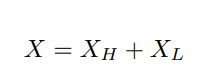 X = X_H + X_L